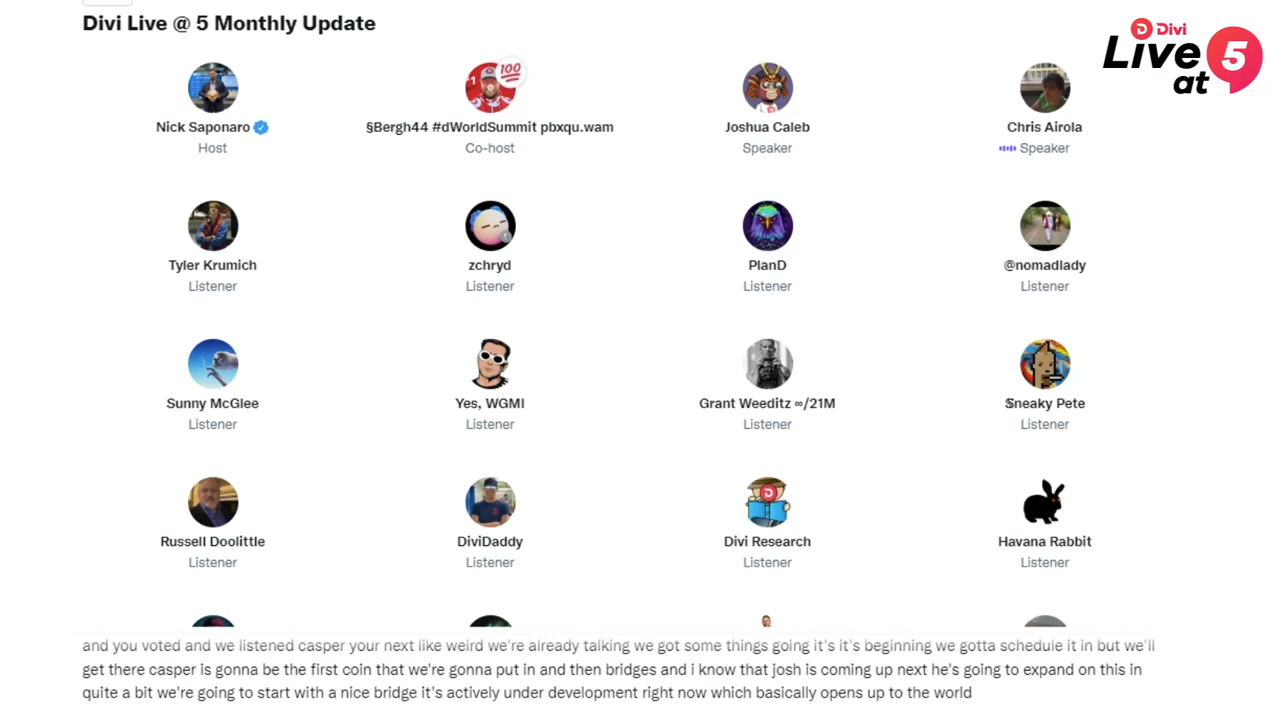 Divi Live @ 5 Monthly Update
Divi
Live
at
5
Nick Saponaro
Host
100
§Bergh44 #dWorldSummit pbxqu.wam
Co-host
Joshua Caleb
Speaker
Chris Airola
Speaker
Tyler Krumich
Listener
zchryd
Listener
PlanD
Listener
@nomadlady
Listener
Sunny McGlee
Listener
Yes, WGMI
Listener
Grant Weeditz ∞/21M
Listener
Sneaky Pete
Listener
Russell Doolittle
Listener
DiviDaddy
Listener
Divi Research
Listener
Havana Rabbit
Listener
and you voted and we listened casper your next like weird we're already talking we got some things going it's it's beginning we gotta schedule it in but we'll
get there casper is gonna be the first coin that we're gonna put in and then bridges and i know that josh is coming up next he's going to expand on this in
quite a bit we're going to start with a nice bridge it's actively under development right now which basically opens up to the world